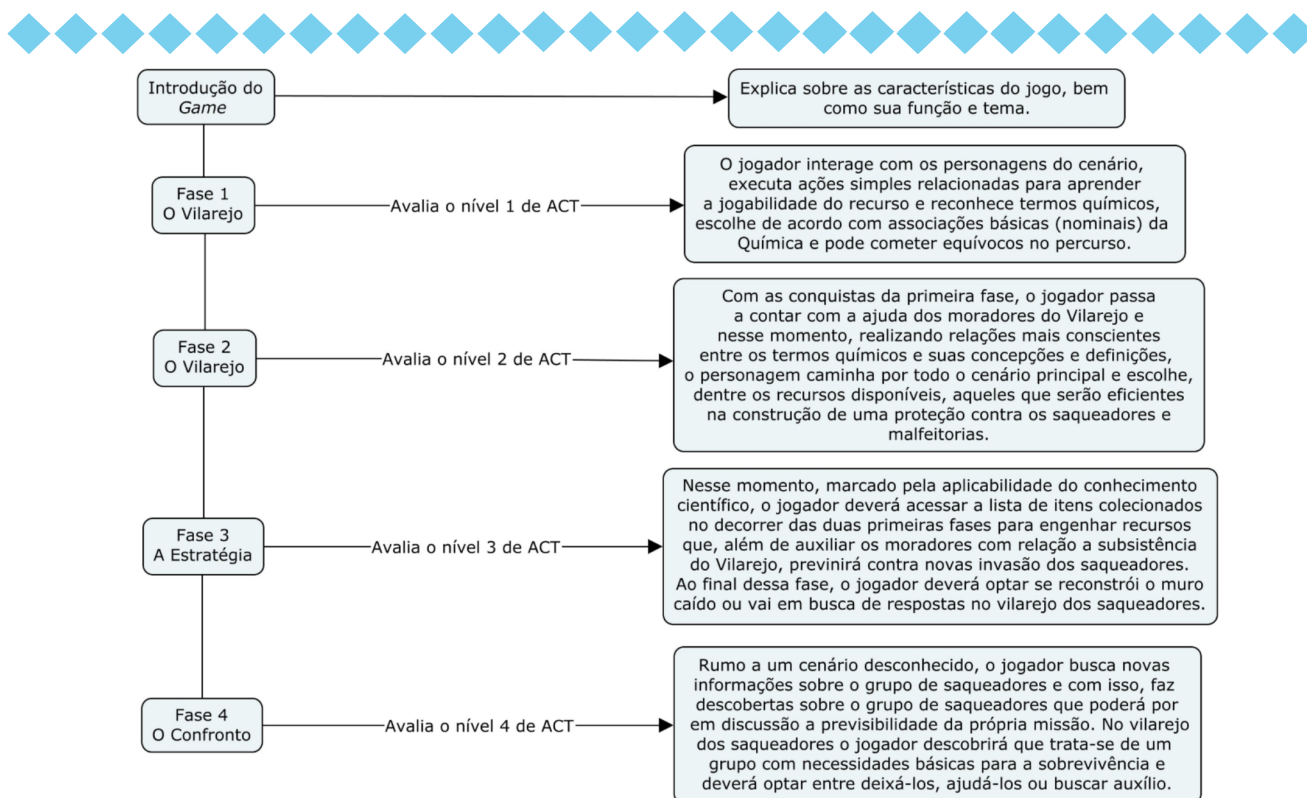 Introdução do
Game
Explica sobre as características do jogo, bem
como sua função e tema.
Fase 1
O Vilarejo
Avalia o nível 1 de ACT
O jogador interage com os personagens do cenário,
executa ações simples relacionadas para aprender
a jogabilidade do recurso e reconhece termos químicos,
escolhe de acordo com associações básicas (nominais) da
Química e pode cometer equívocos no percurso.
Fase 2
O Vilarejo
Avalia o nível 2 de ACT
Com as conquistas da primeira fase, o jogador passa
a contar com a ajuda dos moradores do Vilarejo e
nesse momento, realizando relações mais conscientes
entre os termos químicos e suas concepções e definições,
o personagem caminha por todo o cenário principal e escolhe,
dentre os recursos disponíveis, aqueles que serão eficientes
na construção de uma proteção contra os saqueadores e
malfeitorias.
Fase 3
A Estratégia
Avalia o nível 3 de ACT
Nesse momento, marcado pela aplicabilidade do conhecimento
científico, o jogador deverá acessar a lista de itens colecionados
no decorrer das duas primeiras fases para engenhar recursos
que, além de auxiliar os moradores com relação a subsistência
do Vilarejo, previnirá contra novas invasão dos saqueadores.
Ao final dessa fase, o jogador deverá optar se reconstrói o muro
caído ou vai em busca de respostas no vilarejo dos saqueadores.
Fase 4
O Confronto
Avalia o nível 4 de ACT
Rumo a um cenário desconhecido, o jogador busca novas
informações sobre o grupo de saqueadores e com isso, faz
descobertas sobre o grupo de saqueadores que poderá por
em discussão a previsibilidade da própria missão. No vilarejo
dos saqueadores o jogador descobrirá que trata-se de um
grupo com necessidades básicas para a sobrevivência e
deverá optar entre deixá-los, ajudá-los ou buscar auxílio.